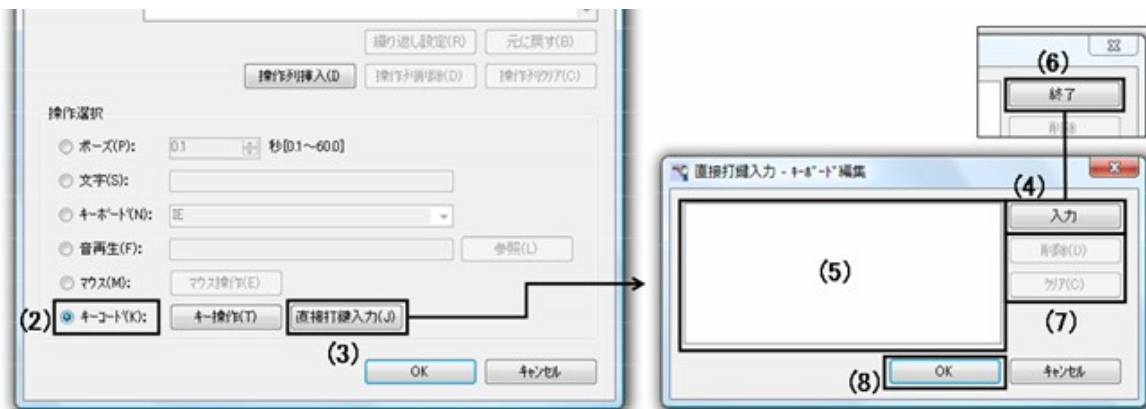 繰り返し設定(R) 元に戻す(B)
操作列挿入(I 操作列削除(D) 操作列クリア(C)
操作選択
ポーズ(P): 0.1 秒[0.1～60.0]
文字(S):
キーボード(N): IE
音再生(F): 参照(L)
マウス(M): マウス操作(E)
(2) キーコード(K): キー操作(T) 直接打鍵入力(J)
(3)
OK キャンセル
(6)
終了
削除
直接打鍵入力 - キーボード編集
(4)
入力
(5)
削除(D)
クリア(C)
(7)
(8) OK キャンセル